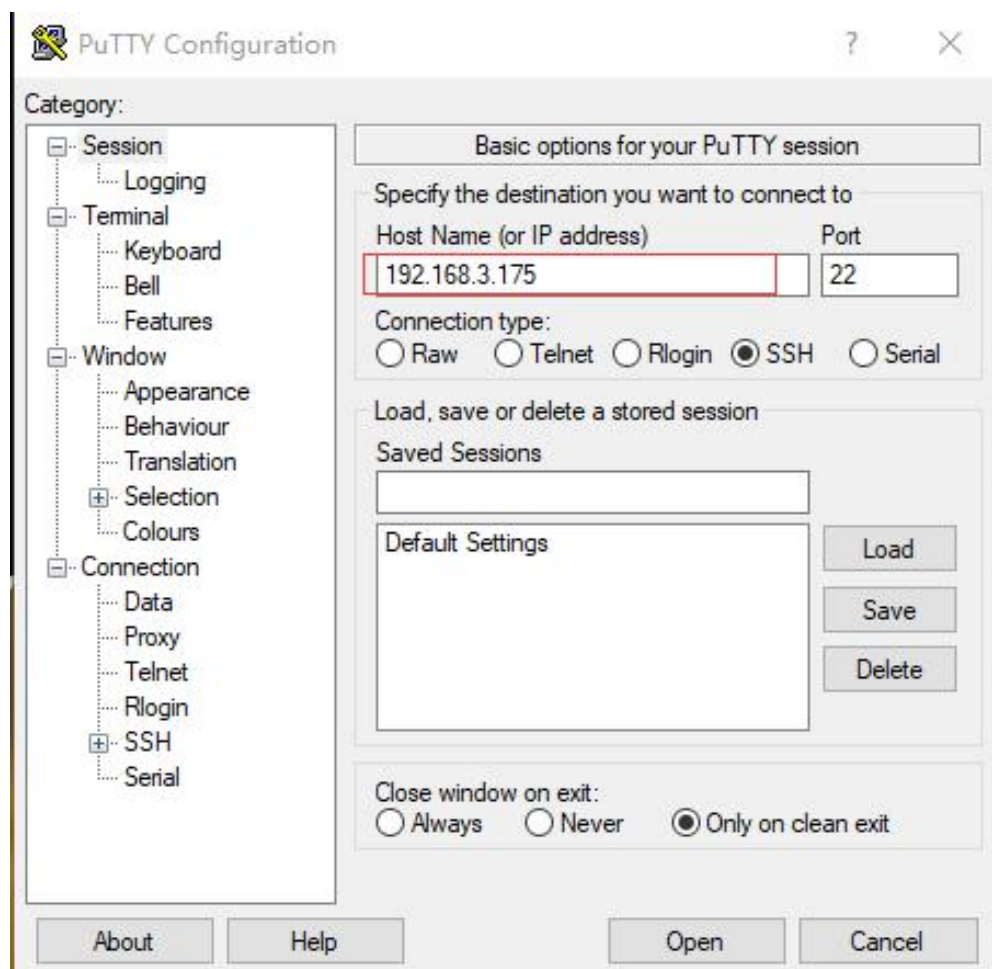 PuTTY Configuration
?
Category:
Session
Logging
Terminal
Keyboard
Bell
Features
Window
Appearance
Behaviour
Translation
Selection
Colours
Connection
Data
Proxy
Telnet
Rlogin
SSH
Serial
Basic options for your PuTTY session
Specify the destination you want to connect to
Host Name (or IP address) Port
192.168.3.175 22
Connection type:
Raw Telnet Rlogin SSH Serial
Load, save or delete a stored session
Saved Sessions
Default Settings
Load
Save
Delete
Close window on exit:
Always Never Only on clean exit
About Help Open Cancel